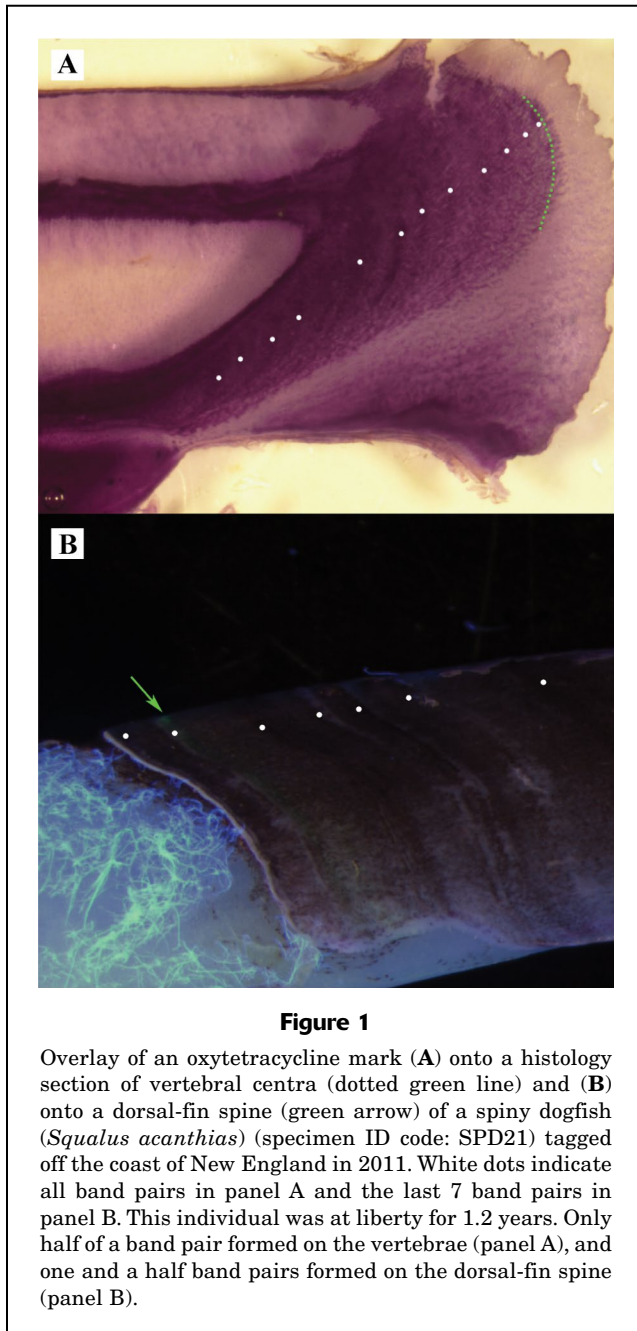 A
B
Figure 1
Overlay of an oxytetracycline mark (A) onto a histology
section of vertebral centra (dotted green line) and (B)
onto a dorsal-fin spine (green arrow) of a spiny dogfish
(Squalus acanthias) (specimen ID code: SPD21) tagged
off the coast of New England in 2011. White dots indicate
all band pairs in panel A and the last 7 band pairs in
panel B. This individual was at liberty for 1.2 years. Only
half of a band pair formed on the vertebrae (panel A), and
one and a half band pairs formed on the dorsal-fin spine
(panel B).